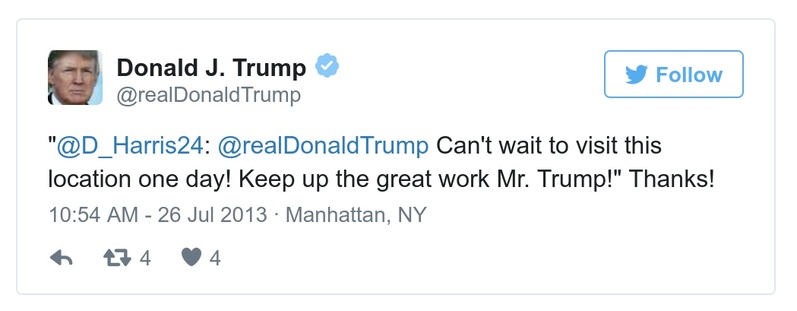 Donald J. Trump
@realDonaldTrump
Follow
"@D_Harris24: @realDonaldTrump Can't wait to visit this
location one day! Keep up the great work Mr. Trump!" Thanks!
10:54 AM - 26 Jul 2013 · Manhattan, NY
4 4